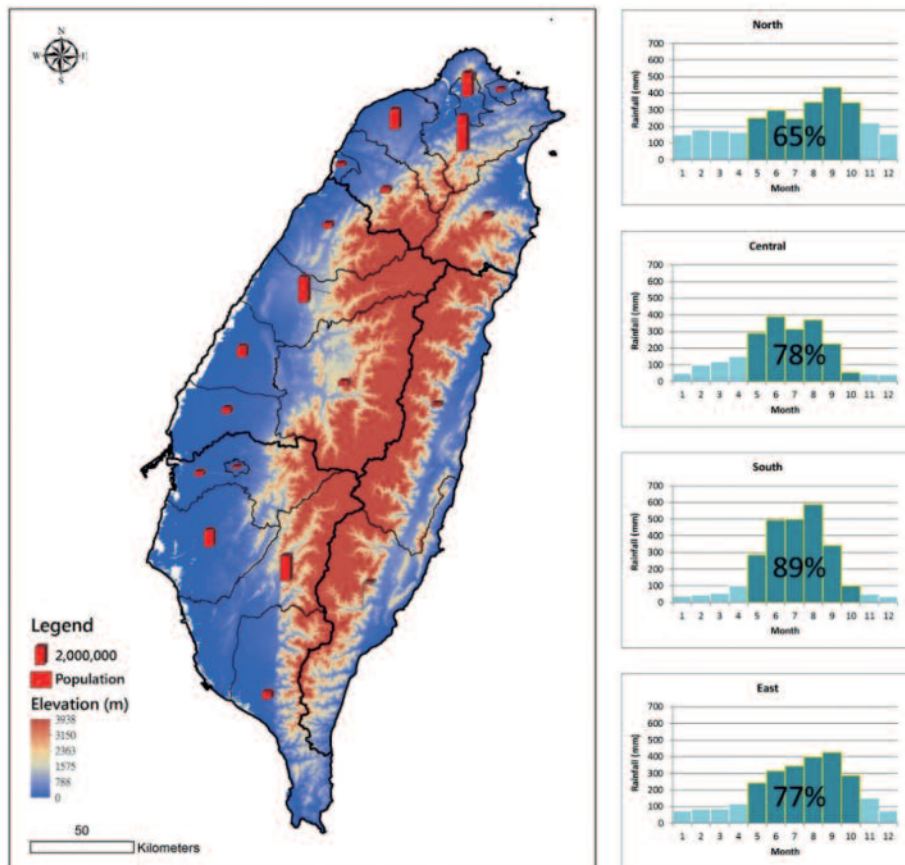 N
W E
S
Legend
2,000,000
Population
Elevation (m)
3938
3150
2363
1575
788
0
50
Kilometers
North
700
600
500
400
300
200
100
0
Rainfall (mm)
65%
1 2 3 4 5 6 7 8 9 10 11 12
Month
Central
700
600
500
400
300
200
100
0
Rainfall (mm)
78%
1 2 3 4 5 6 7 8 9 10 11 12
Month
South
700
600
500
400
300
200
100
0
Rainfall (mm)
89%
1 2 3 4 5 6 7 8 9 10 11 12
Month
East
700
600
500
400
300
200
100
0
Rainfall (mm)
77%
1 2 3 4 5 6 7 8 9 10 11 12
Month